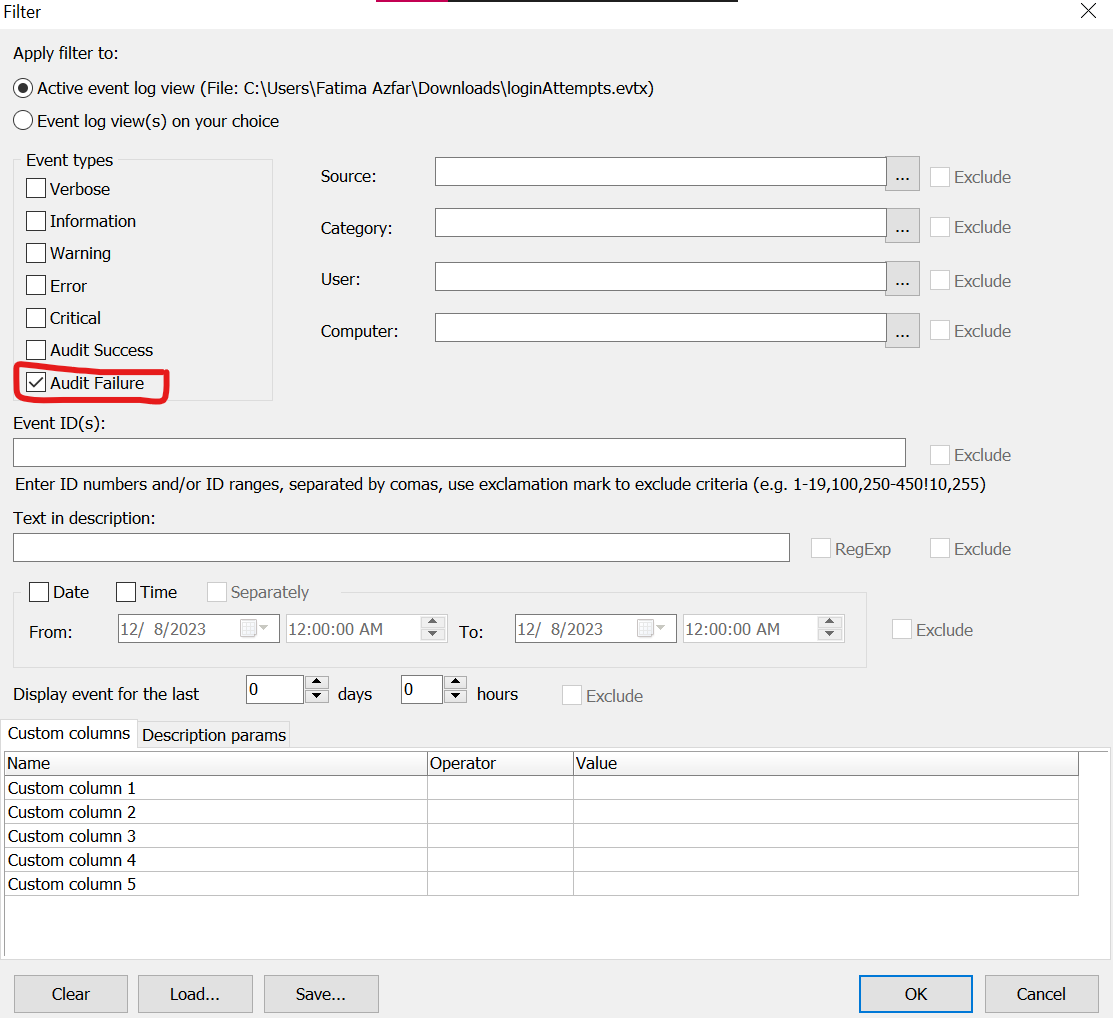 Filter
Apply filter to:
Active event log view (File: C:\Users\Fatima Azfar\Downloads\loginAttempts.evtx)
Event log view(s) on your choice
Event types
Verbose
Information
Warning
Error
Critical
Audit Success
Audit Failure
Source: ... Exclude
Category: ... Exclude
User: ... Exclude
Computer: ... Exclude
Event ID(s):
Exclude
Enter ID numbers and/or ID ranges, separated by comas, use exclamation mark to exclude criteria (e.g. 1-19,100,250-450!10,255)
Text in description:
RegExp Exclude
Date Time Separately
From: 12/ 8/2023 12:00:00 AM To: 12/ 8/2023 12:00:00 AM Exclude
Display event for the last 0 days 0 hours Exclude
Custom columns Description params
Name Operator Value
Custom column 1
Custom column 2
Custom column 3
Custom column 4
Custom column 5
Clear Load... Save... OK Cancel